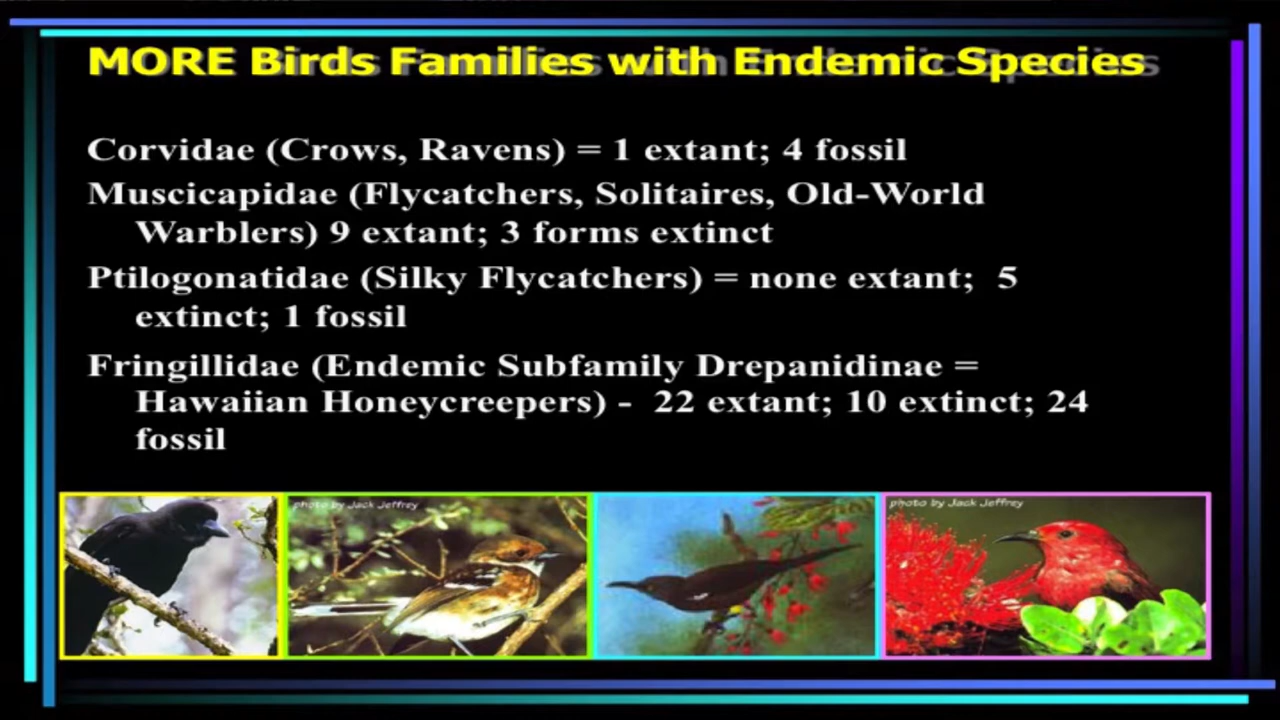 MORE Birds Families with Endemic Species
Corvidae (Crows, Ravens) = 1 extant; 4 fossil
Muscicapidae (Flycatchers, Solitaires, Old-World
Warblers) 9 extant; 3 forms extinct
Ptilogonatidae (Silky Flycatchers) = none extant; 5
extinct; 1 fossil
Fringillidae (Endemic Subfamily Drepanidinae =
Hawaiian Honeycreepers) - 22 extant; 10 extinct; 24
fossil
photo by Jack Jeffrey
photo by Jack Jeffrey